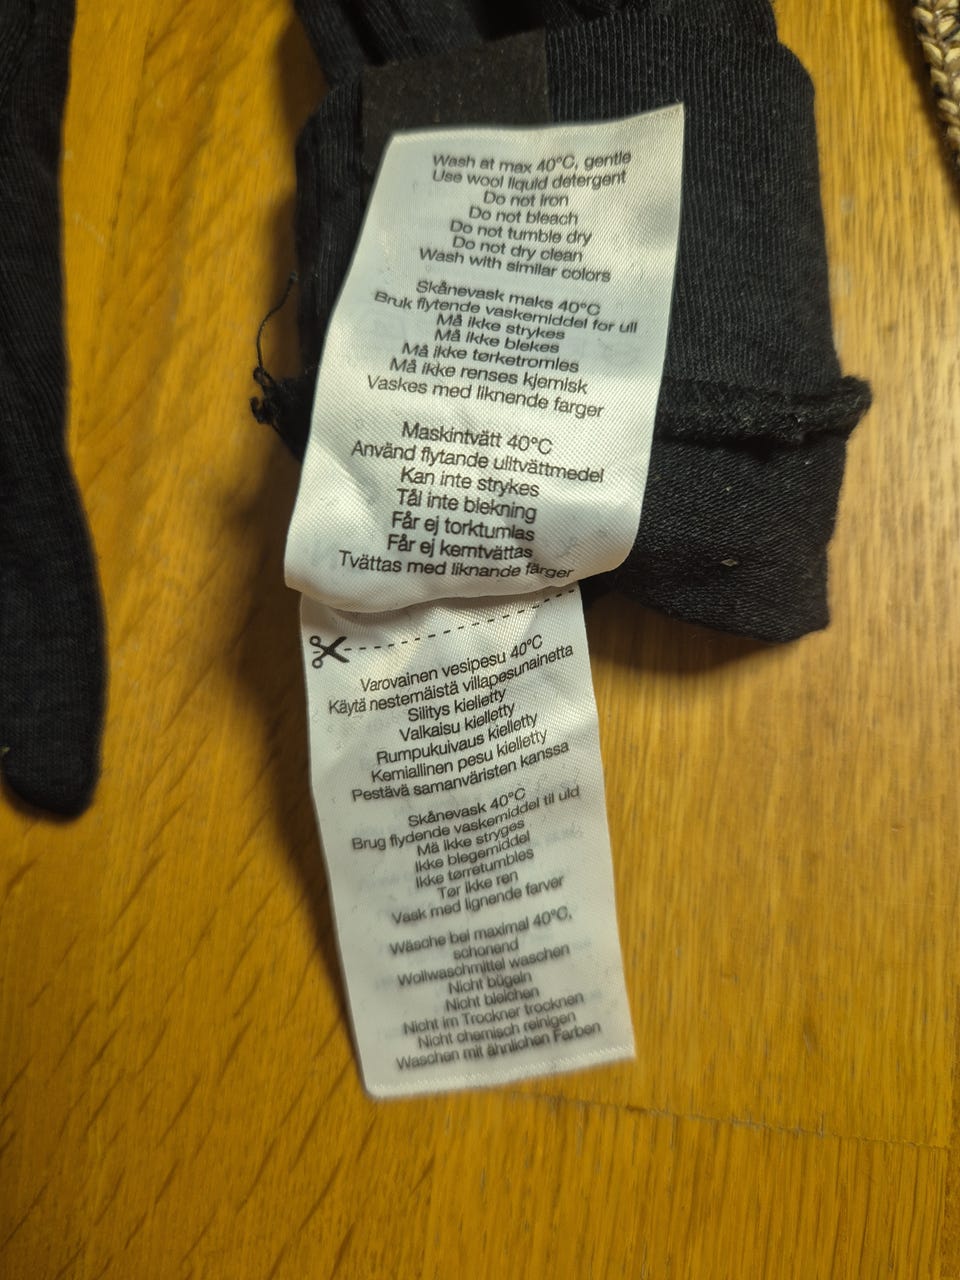 Wash at max 40°C, gentle
Use wool liquid detergent
Do not iron
Do not bleach
Do not tumble dry
Do not dry clean
Wash with similar colors
Skånevask maks 40°C
Bruk flytende vaskemiddel for ull
Må ikke strykes
Må ikke blekes
Må ikke tørketromles
Må ikke renses kjemisk
Vaskes med liknende farger
Maskintvätt 40°C
Använd flytande ulltvättmedel
Kan inte strykes
Tål inte blekning
Får ej torktumlas
Får ej kemtvättas
Tvättas med liknande färger
Varovainen vesipesu 40°C
Käytä nestemäistä villapesunainetta
Silitys kielletty
Valkaisu kielletty
Rumpukuivaus kielletty
Kemiallinen pesu kielletty
Pestävä samanväristen kanssa
Skånevask 40°C
Brug flydende vaskemiddel til uld
Må ikke stryges
Ikke blegemiddel
Ikke tørretumbles
Tør ikke ren
Vask med lignende farver
Wäsche bei maximal 40°C,
schonend
Wollwaschmittel waschen
Nicht bügeln
Nicht bleichen
Nicht im Trockner trocknen
Nicht chemisch reinigen
Waschen mit ähnlichen Farben